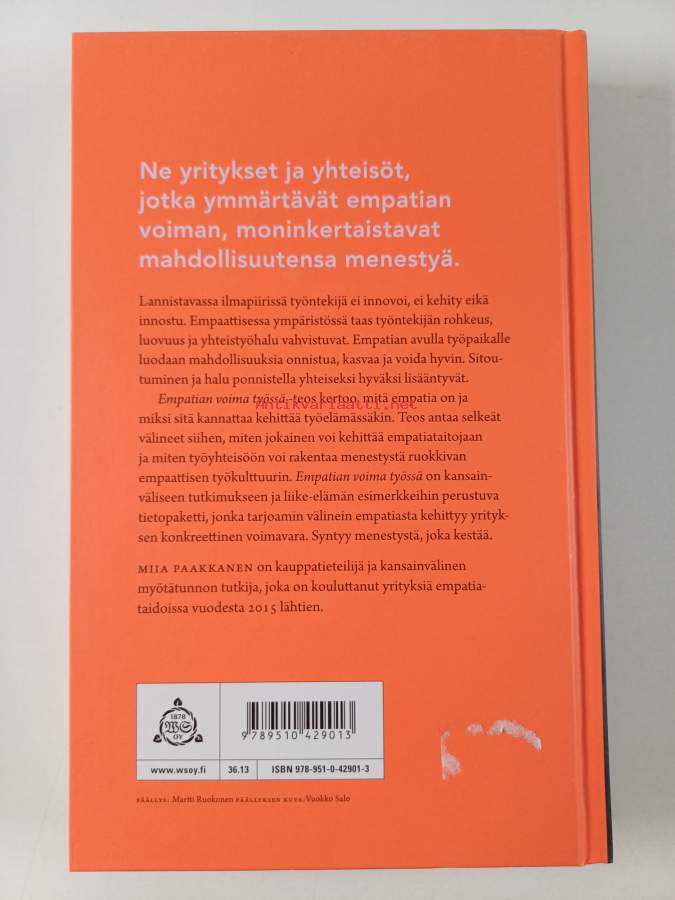 Ne yritykset ja yhteisöt,
jotka ymmärtävät empatian
voiman, moninkertaistavat
mahdollisuutensa menestyä.
Lannistavassa ilmapiirissä työntekijä ei innovoi, ei kehity eikä
innostu. Empaattisessa ympäristössä taas työntekijän rohkeus,
luovuus ja yhteistyöhalu vahvistuvat. Empatian avulla työpaikalle
luodaan mahdollisuuksia onnistua, kasvaa ja voida hyvin. Sitou-
tuminen ja halu ponnistella yhteiseksi hyväksi lisääntyvät.
Empatian voima työssä -teos kertoo, mitä empatia on ja
Antikvariaatti.net
miksi sitä kannattaa kehittää työelämässäkin. Teos antaa selkeät
välineet siihen, miten jokainen voi kehittää empatiataitojaan
ja miten työyhteisöön voi rakentaa menestystä ruokkivan
empaattisen työkulttuurin. Empatian voima työssä on kansain-
väliseen tutkimukseen ja liike-elämän esimerkkeihin perustuva
tietopaketti, jonka tarjoamin välinein empatiasta kehittyy yrityk-
sen konkreettinen voimavara. Syntyy menestystä, joka kestää.
MIIA PAAKKANEN on kauppatieteilijä ja kansainvälinen
myötätunnon tutkija, joka on kouluttanut yrityksiä empatia-
taidoissa vuodesta 2015 lähtien.
1878
WS
OY
9 789510 429013
www.wsoy.fi
36.13
ISBN 978-951-0-42901-3
PÄÄLLYS: Martti Ruokonen PÄÄLLYKSEN KUVA: Vuokko Salo